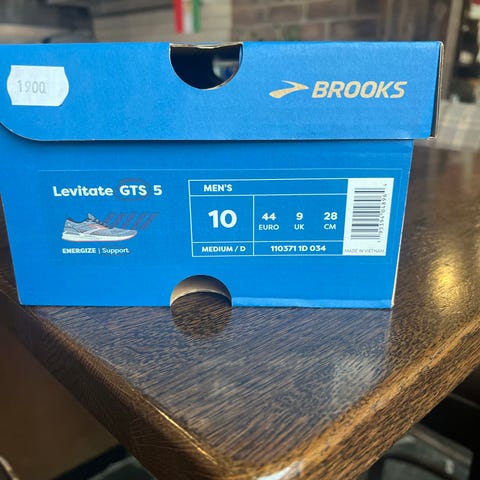 1900
BROOKS
Levitate GTS 5
ENERGIZE | Support
MEN'S
10
44 9 28
EURO UK CM
MEDIUM / D
110371 1D 034
MADE IN VIETNAM